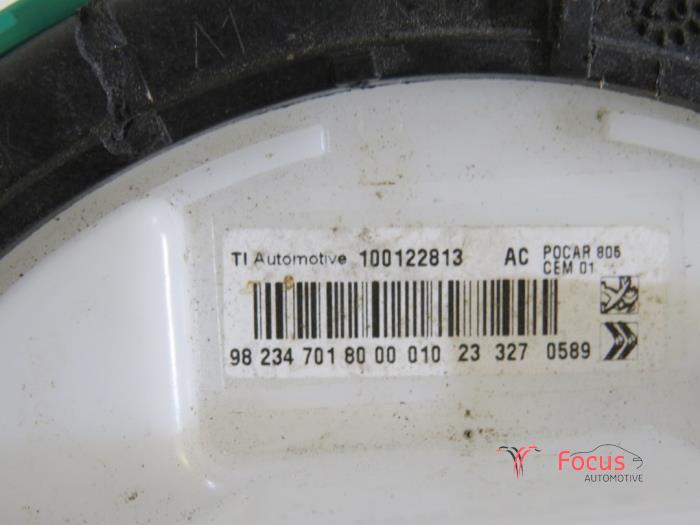 M
TI Automotive 100122813 AC POCAR 805
CEM 01
98 234 701 80 00 010 23 327 0589
Focus
AUTOMOTIVE